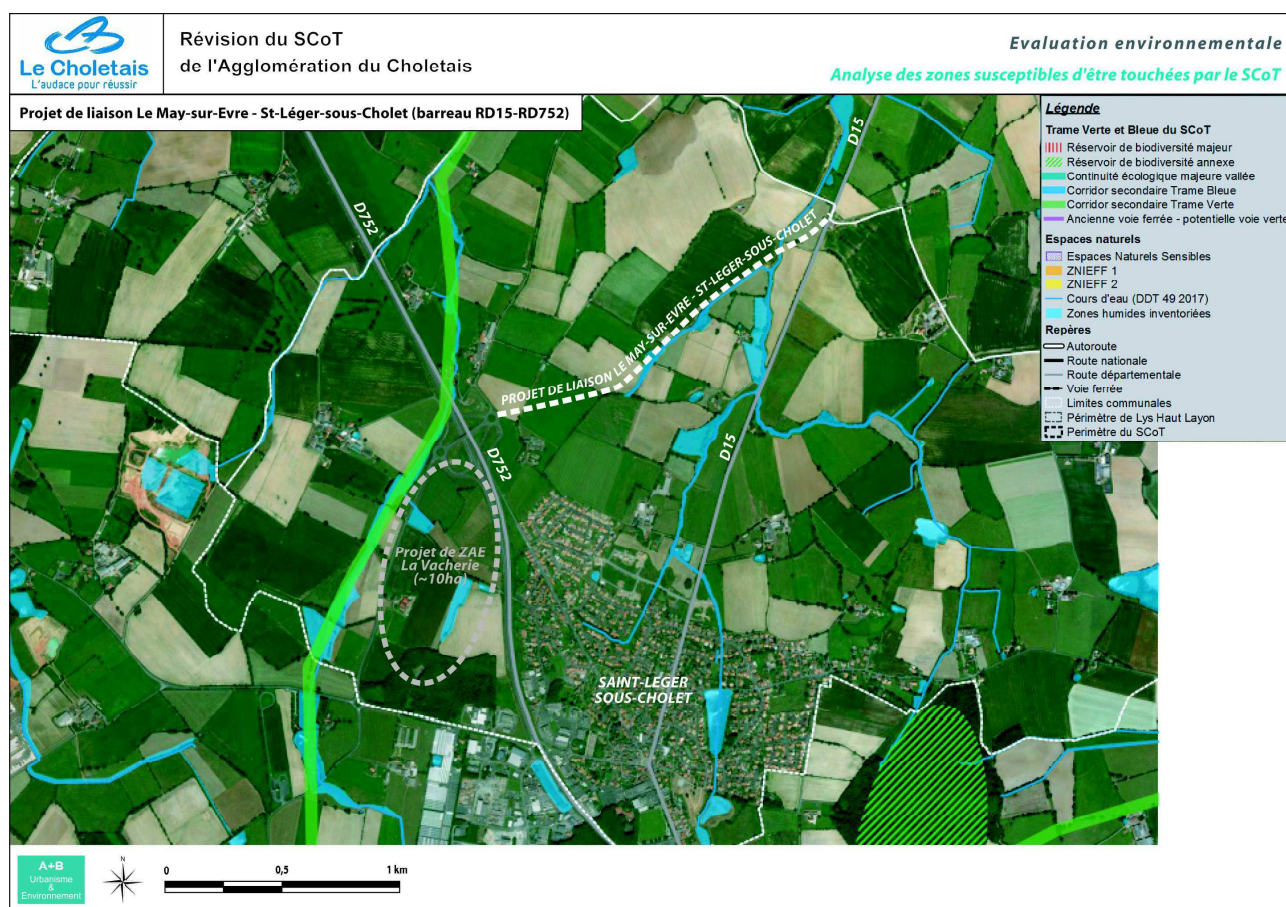 Le Choletais
L'audace pour réussir
Révision du SCoT
de l'Agglomération du Choletais
Evaluation environnementale
Analyse des zones susceptibles d'être touchées par le SCoT
Projet de liaison Le May-sur-Evre - St-Léger-sous-Cholet (barreau RD15-RD752)
Légende
Trame Verte et Bleue du SCoT
Réservoir de biodiversité majeur
Réservoir de biodiversité annexe
Continuité écologique majeure vallée
Corridor secondaire Trame Bleue
Corridor secondaire Trame Verte
Ancienne voie ferrée - potentielle voie verte
Espaces naturels
Espaces Naturels Sensibles
ZNIEFF 1
ZNIEFF 2
Cours d'eau (DDT 49 2017)
Zones humides inventoriées
Repères
Autoroute
Route nationale
Route départementale
Voie ferrée
Limites communales
Périmètre de Lys Haut Layon
Perimètre du SCoT
D15
D752
PROJET DE LIAISON LE MAY-SUR-EVRE - ST-LEGER-SOUS-CHOLET
D15
D752
Projet de ZAE
La Vacherie
(~10ha)
SAINT-LEGER
SOUS-CHOLET
A+B
Urbanisme
&
Environnement
N
0 0,5 1 km